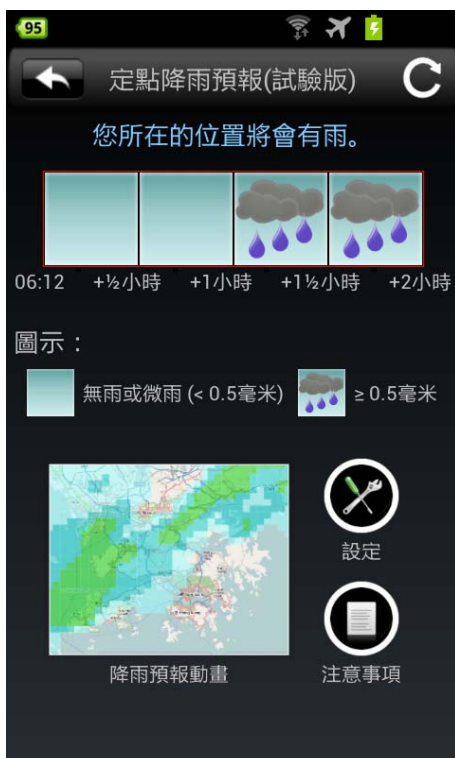 95
定點降雨預報(試驗版)
您所在的位置將會有雨。
06:12 +½小時 +1小時 +1½小時 +2小時
圖示：
無雨或微雨 (< 0.5毫米) ≥ 0.5毫米
設定
降雨預報動畫 注意事項